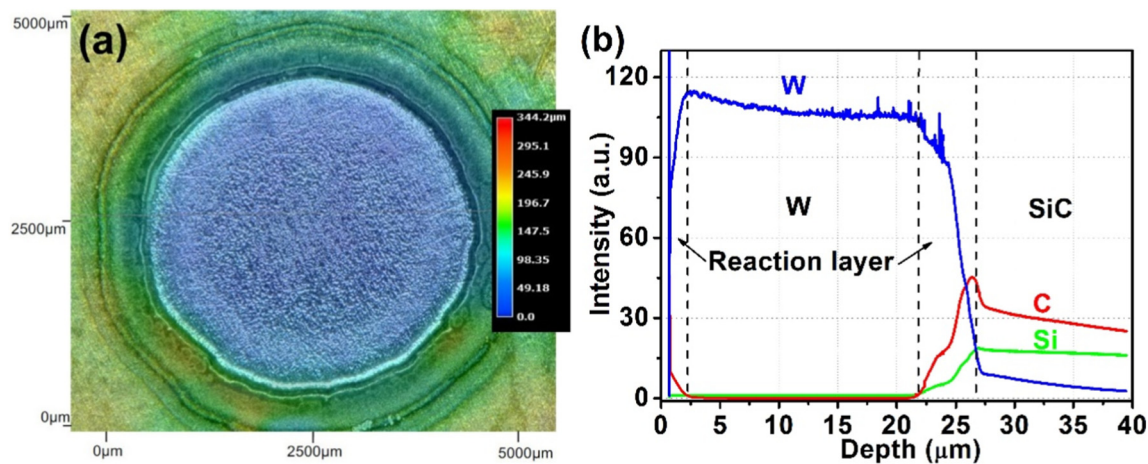 (a)
5000μm
2500μm
0μm
0μm
2500μm
5000μm
344.2μm
295.1
245.9
196.7
147.5
98.35
49.18
0.0
(b)
Intensity (a.u.)
120
90
60
30
0
W
W
SiC
Reaction layer
C
Si
0 5 10 15 20 25 30 35 40
Depth (μm)